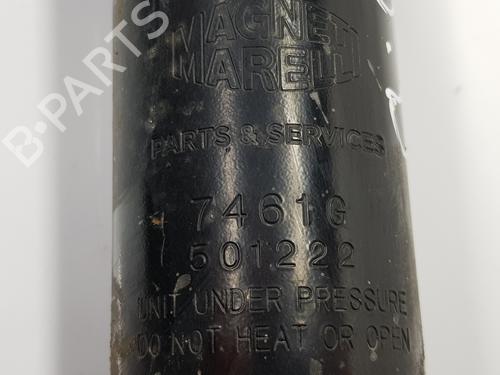 MAGNETI
MARELLI
PARTS & SERVICES
7461G
501222
UNIT UNDER PRESSURE
DO NOT HEAT OR OPEN
B-PARTS